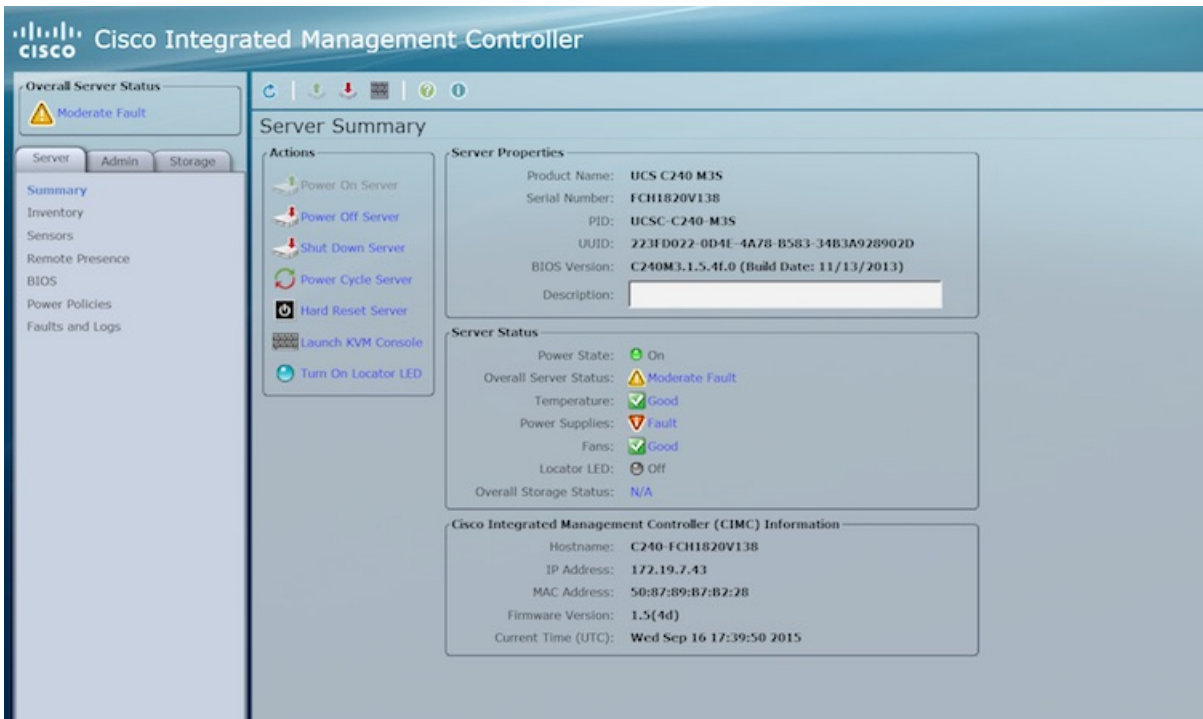 CISCO Cisco Integrated Management Controller
Overall Server Status
Moderate Fault
Server Admin Storage
Summary
Inventory
Sensors
Remote Presence
BIOS
Power Policies
Faults and Logs
Server Summary
Actions
Power On Server
Power Off Server
Shut Down Server
Power Cycle Server
Hard Reset Server
Launch KVM Console
Turn On Locator LED
Server Properties
Product Name: UCS C240 M3S
Serial Number: FCH1820V138
PID: UCSC-C240-M3S
UUID: 223FD022-0D4E-4A78-B583-34B3A928902D
BIOS Version: C240M3.1.5.4f.0 (Build Date: 11/13/2013)
Description:
Server Status
Power State: On
Overall Server Status: Moderate Fault
Temperature: Good
Power Supplies: Fault
Fans: Good
Locator LED: Off
Overall Storage Status: N/A
Cisco Integrated Management Controller (CIMC) Information
Hostname: C240-FCH1820V138
IP Address: 172.19.7.43
MAC Address: 50:87:89:B7:B2:28
Firmware Version: 1.5(4d)
Current Time (UTC): Wed Sep 16 17:39:50 2015